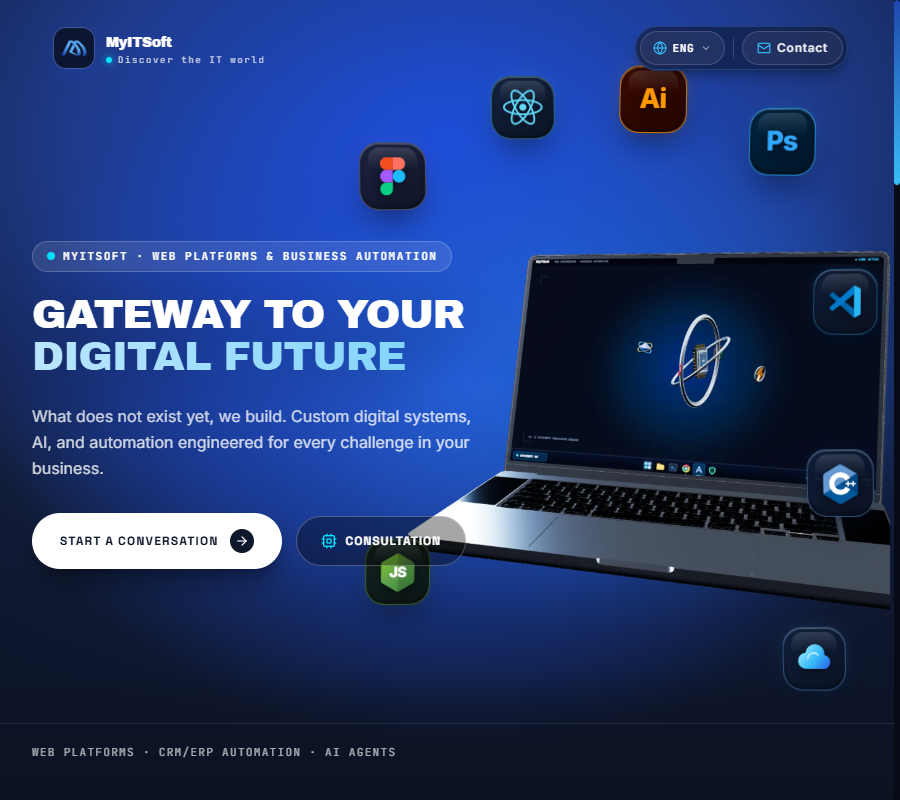 MyITSoft
Discover the IT world
ENG
Contact
Ai
Ps
MYITSOFT · WEB PLATFORMS & BUSINESS AUTOMATION
GATEWAY TO YOUR
DIGITAL FUTURE
What does not exist yet, we build. Custom digital systems,
AI, and automation engineered for every challenge in your
business.
C++
START A CONVERSATION
CONSULTATION
JS
WEB PLATFORMS · CRM/ERP AUTOMATION · AI AGENTS